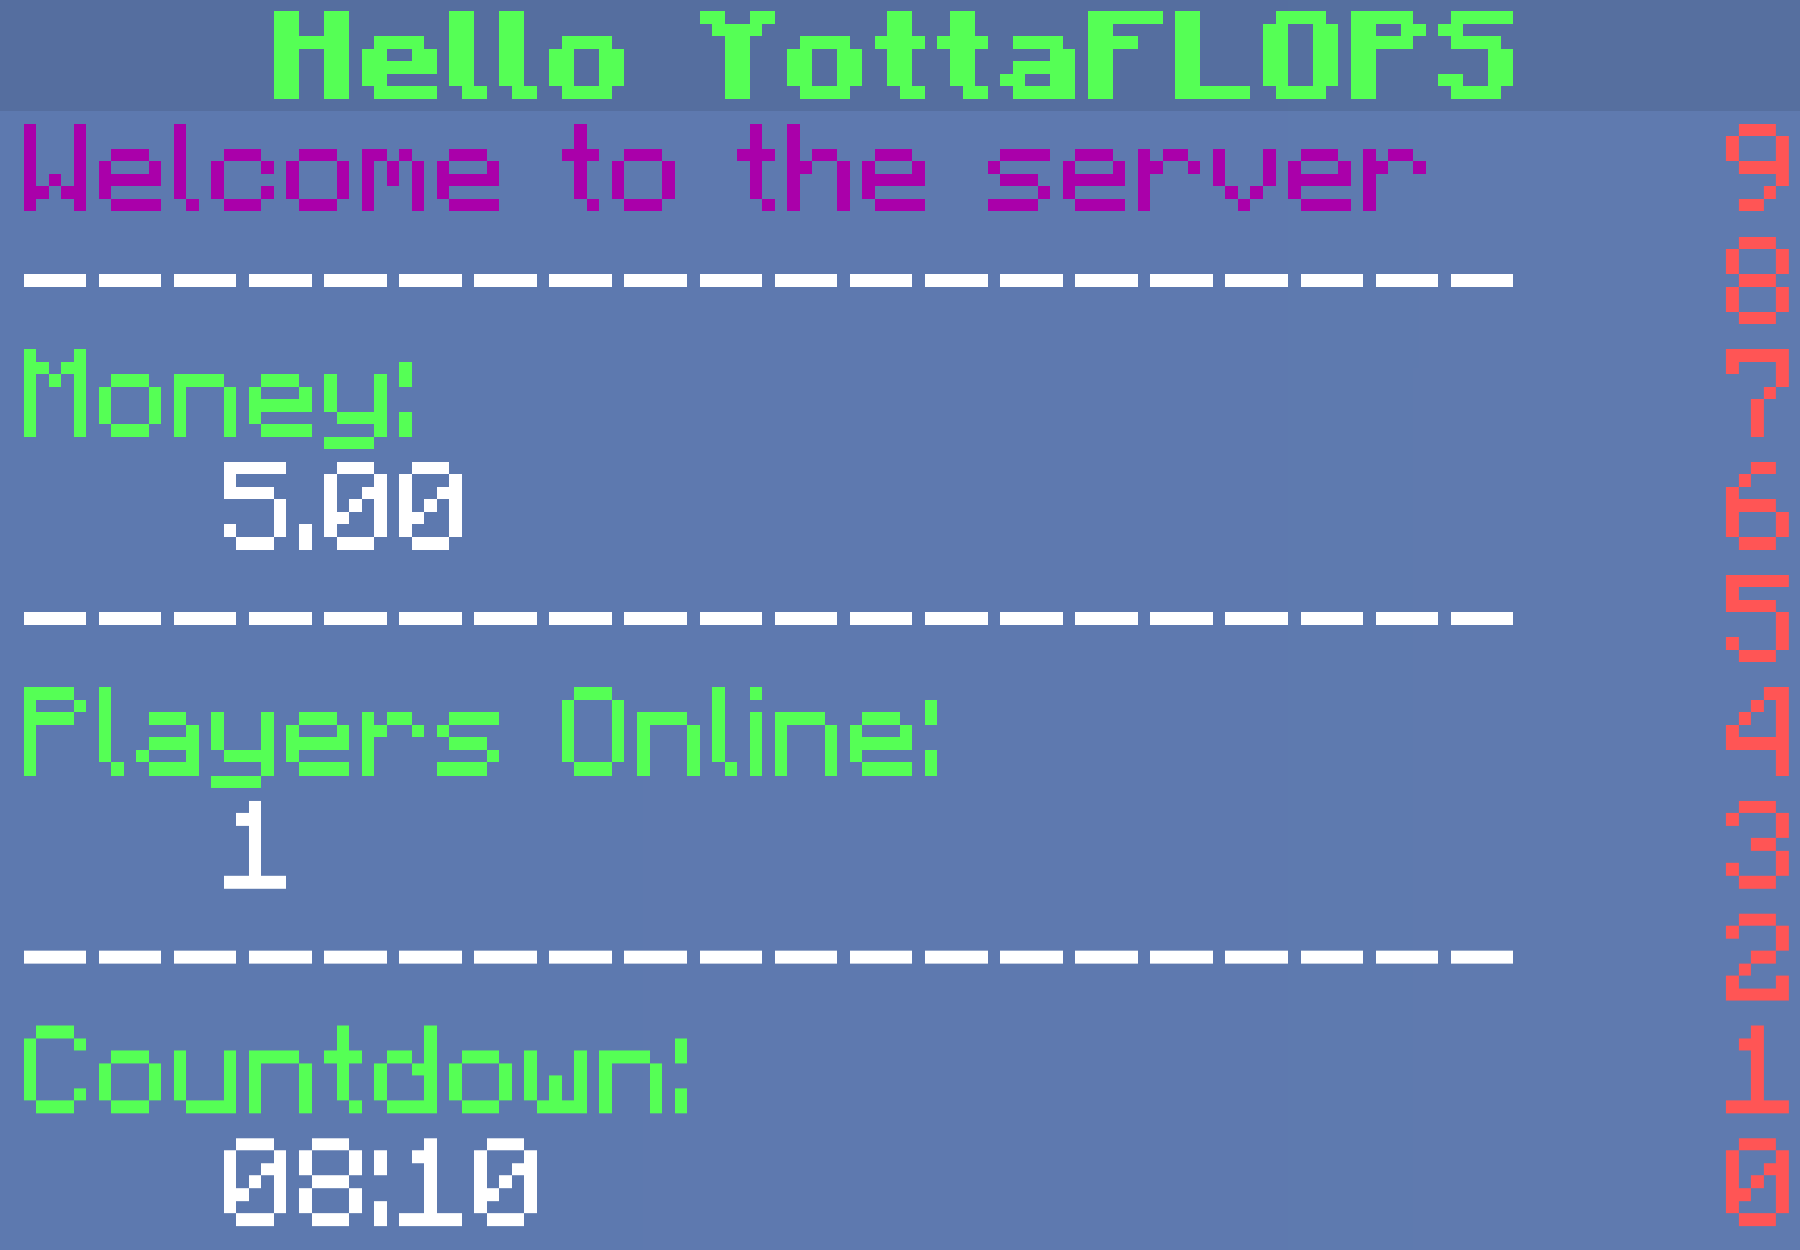 Hello YottaFLOPS
Welcome to the server 9
-------------------- 8
Money: 7
5.00 6
-------------------- 5
Players Online: 4
1 3
-------------------- 2
Countdown: 1
08:10 0